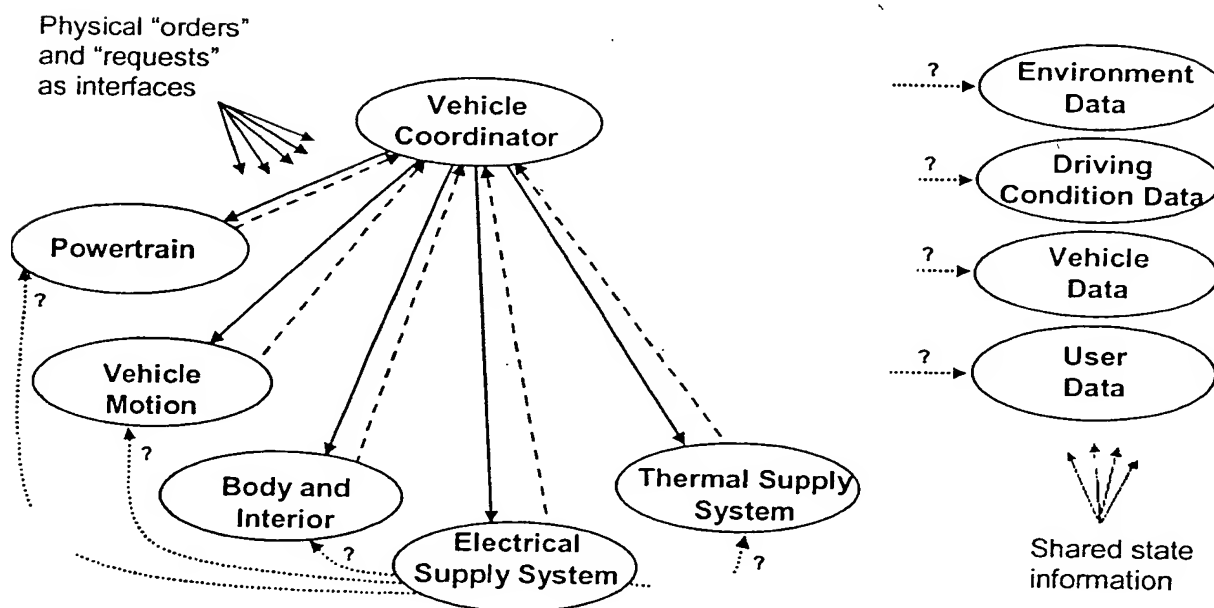 Physical “orders”
and “requests”
as interfaces
Vehicle
Coordinator
Powertrain
?
Vehicle
Motion
?
Body and
Interior
?
Electrical
Supply System
Thermal Supply
System
?
?
Environment
Data
?
Driving
Condition Data
?
Vehicle
Data
?
User
Data
Shared state
information